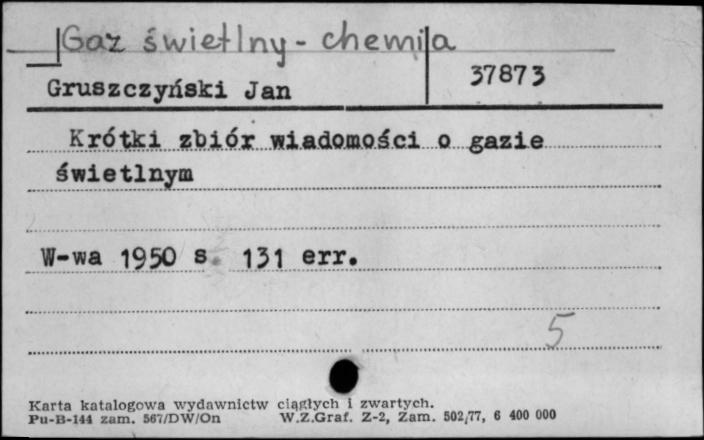 Gaz świetlny - chemia
Gruszczyński Jan
37873
Krótki zbiór wiadomości o gazie
świetlnym
W-wa 1950 s. 131 err.
5
Karta katalogowa wydawnictw ciągłych i zwartych.
Pu-B-144 zam. 567/DW/On W.Z.Graf. Z-2, Zam. 502/77, 6 400 000